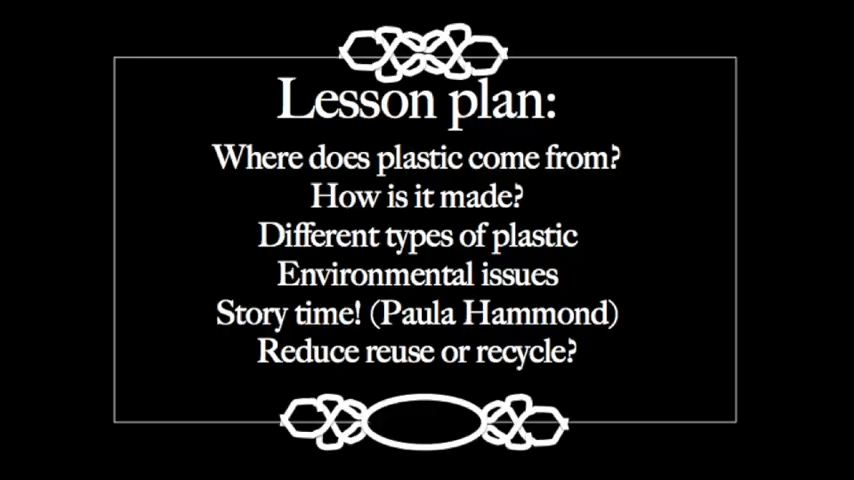 Lesson plan:
Where does plastic come from?
How is it made?
Different types of plastic
Environmental issues
Story time! (Paula Hammond)
Reduce reuse or recycle?